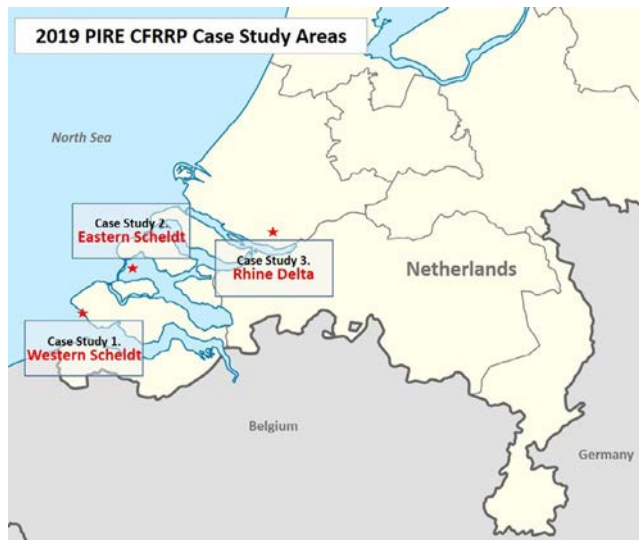 2019 PIRE CFRRP Case Study Areas
North Sea
Case Study 2.
Eastern Scheldt
Case Study 3.
Rhine Delta
Netherlands
Case Study 1.
Western Scheldt
Belgium
Germany